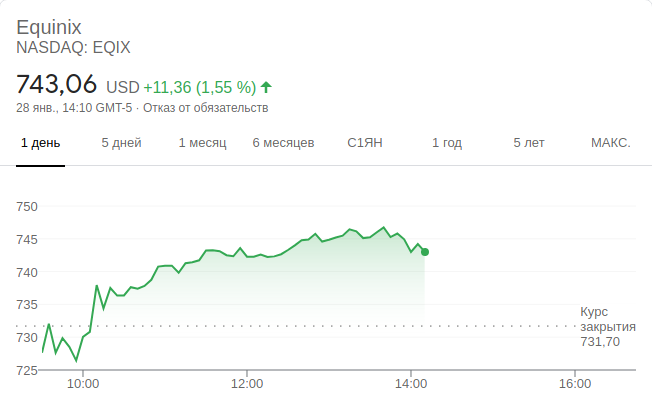 Equinix
NASDAQ: EQIX
743,06 USD +11,36 (1,55 %)
28 янв., 14:10 GMT-5 · Отказ от обязательств
1 день 5 дней 1 месяц 6 месяцев С1ЯН 1 год 5 лет МАКС.
750
745
740
735
730
725
Курс
закрытия
731,70
10:00 12:00 14:00 16:00